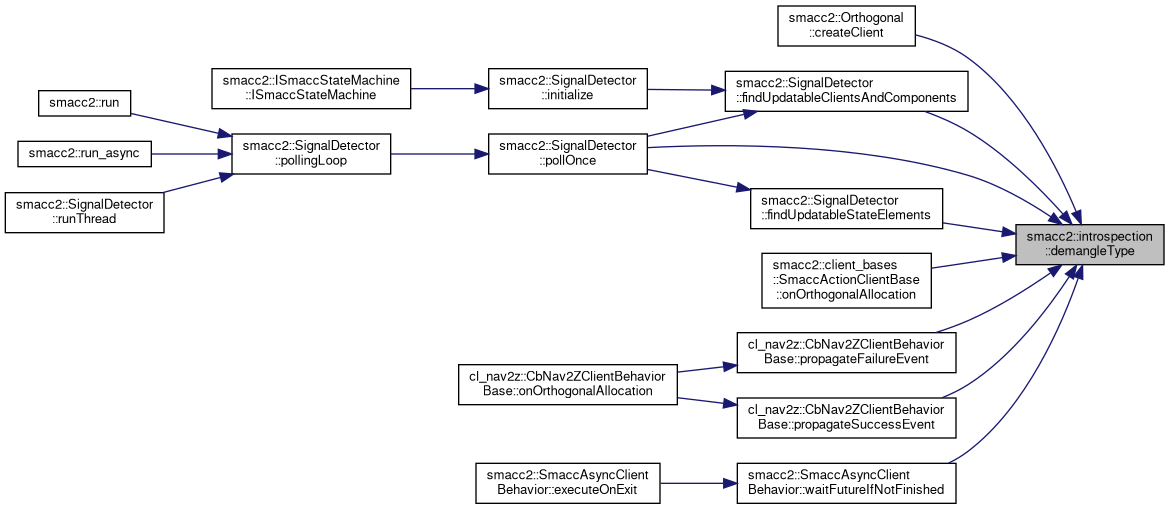 smacc2::Orthogonal
::createClient
smacc2::ISmaccStateMachine
::ISmaccStateMachine
smacc2::SignalDetector
::initialize
smacc2::SignalDetector
::findUpdatableClientsAndComponents
smacc2::run
smacc2::run_async
smacc2::SignalDetector
::runThread
smacc2::SignalDetector
::pollingLoop
smacc2::SignalDetector
::pollOnce
smacc2::SignalDetector
::findUpdatableStateElements
smacc2::introspection
::demangleType
smacc2::client_bases
::SmaccActionClientBase
::onOrthogonalAllocation
cl_nav2z::CbNav2ZClientBehavior
Base::propagateFailureEvent
cl_nav2z::CbNav2ZClientBehavior
Base::onOrthogonalAllocation
cl_nav2z::CbNav2ZClientBehavior
Base::propagateSuccessEvent
smacc2::SmaccAsyncClient
Behavior::executeOnExit
smacc2::SmaccAsyncClient
Behavior::waitFutureIfNotFinished